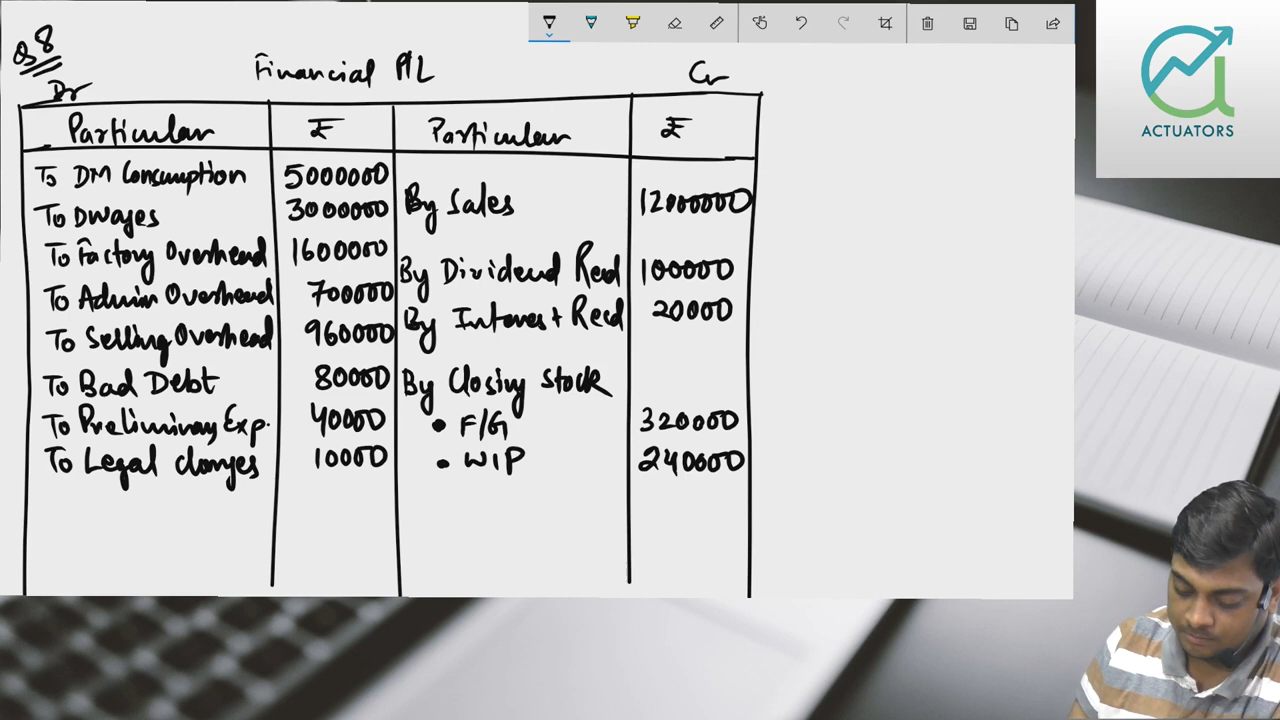 Q 8
Financial P/L
Dr
Cr
Particular ₹ Particular ₹
To DM Consumption 5000000
To DWages 3000000
By Sales 12000000
To Factory Overhead 1600000
By Dividend Recd 100000
To Admin Overhead 700000
By Interest Recd 20000
To Selling Overhead 960000
To Bad Debt 80000
By Closing Stock
To Preliminary Exp. 40000
• F/G 320000
To Legal charges 10000
• WIP 240000
ACTUATORS